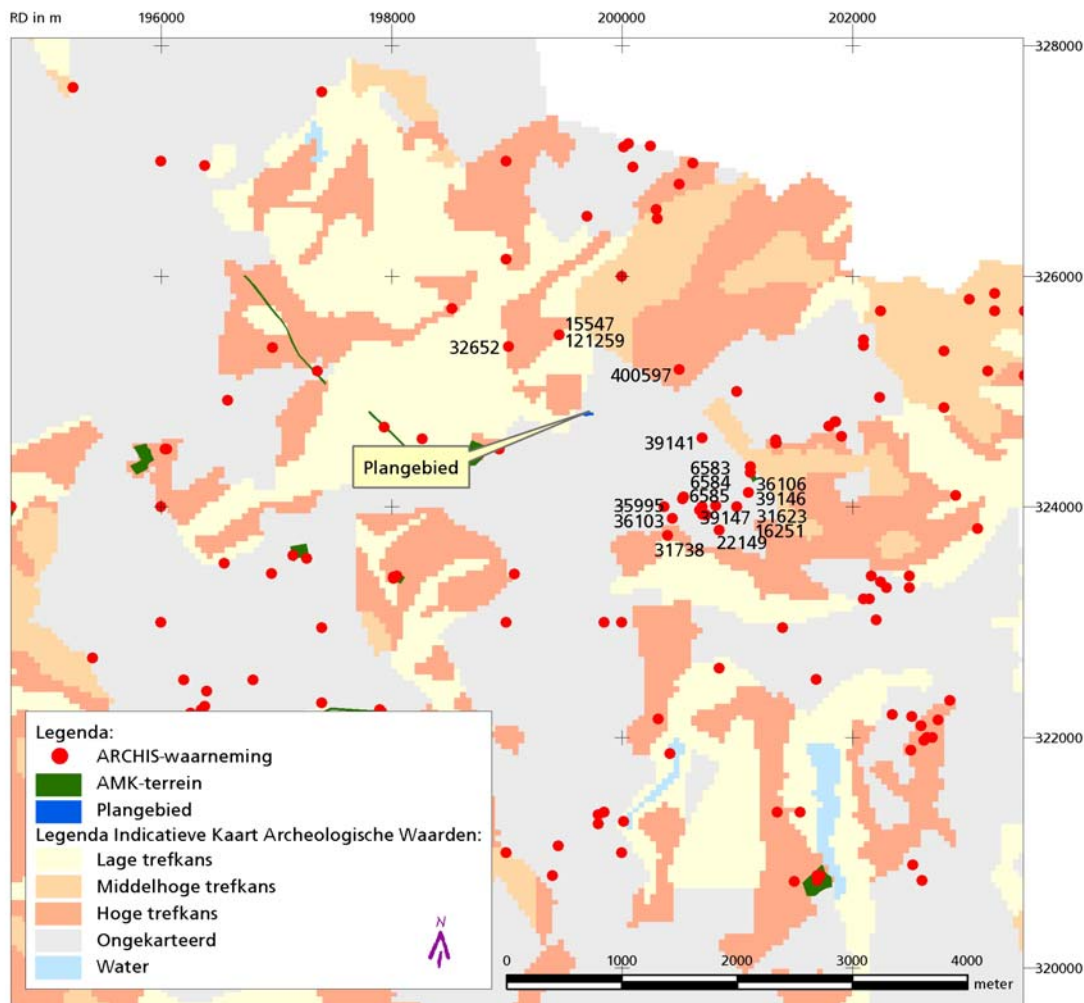 RD in m
196000 198000 200000 202000
328000
326000
15547
121259
32652
400597
39141
Plangebied
6583
6584
6585
36106
39146
35995
36103
39147
31623
16251
31738
22149
324000
322000
320000
Legenda:
ARCHIS-waarneming
AMK-terrein
Plangebied
Legenda Indicatieve Kaart Archeologische Waarden:
Lage trefkans
Middelhoge trefkans
Hoge trefkans
Ongekarteerd
Water
N
0 1000 2000 3000 4000
meter